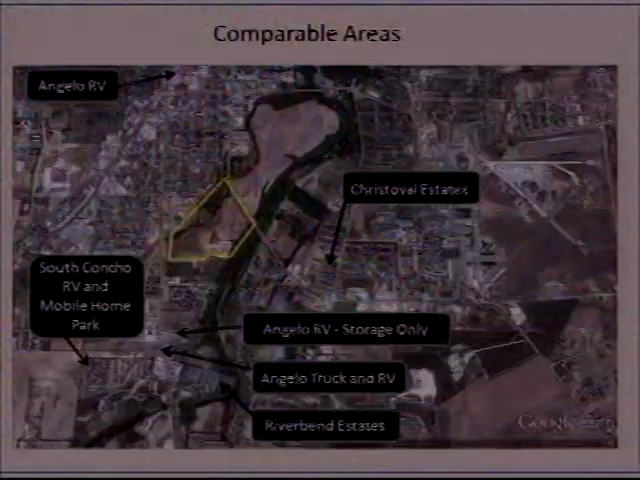 Comparable Areas
Angelo RV
Christoval Estates
South Concho
RV and
Mobile Home
Park
Angelo RV - Storage Only
Angelo Truck and RV
Riverbend Estates
Google